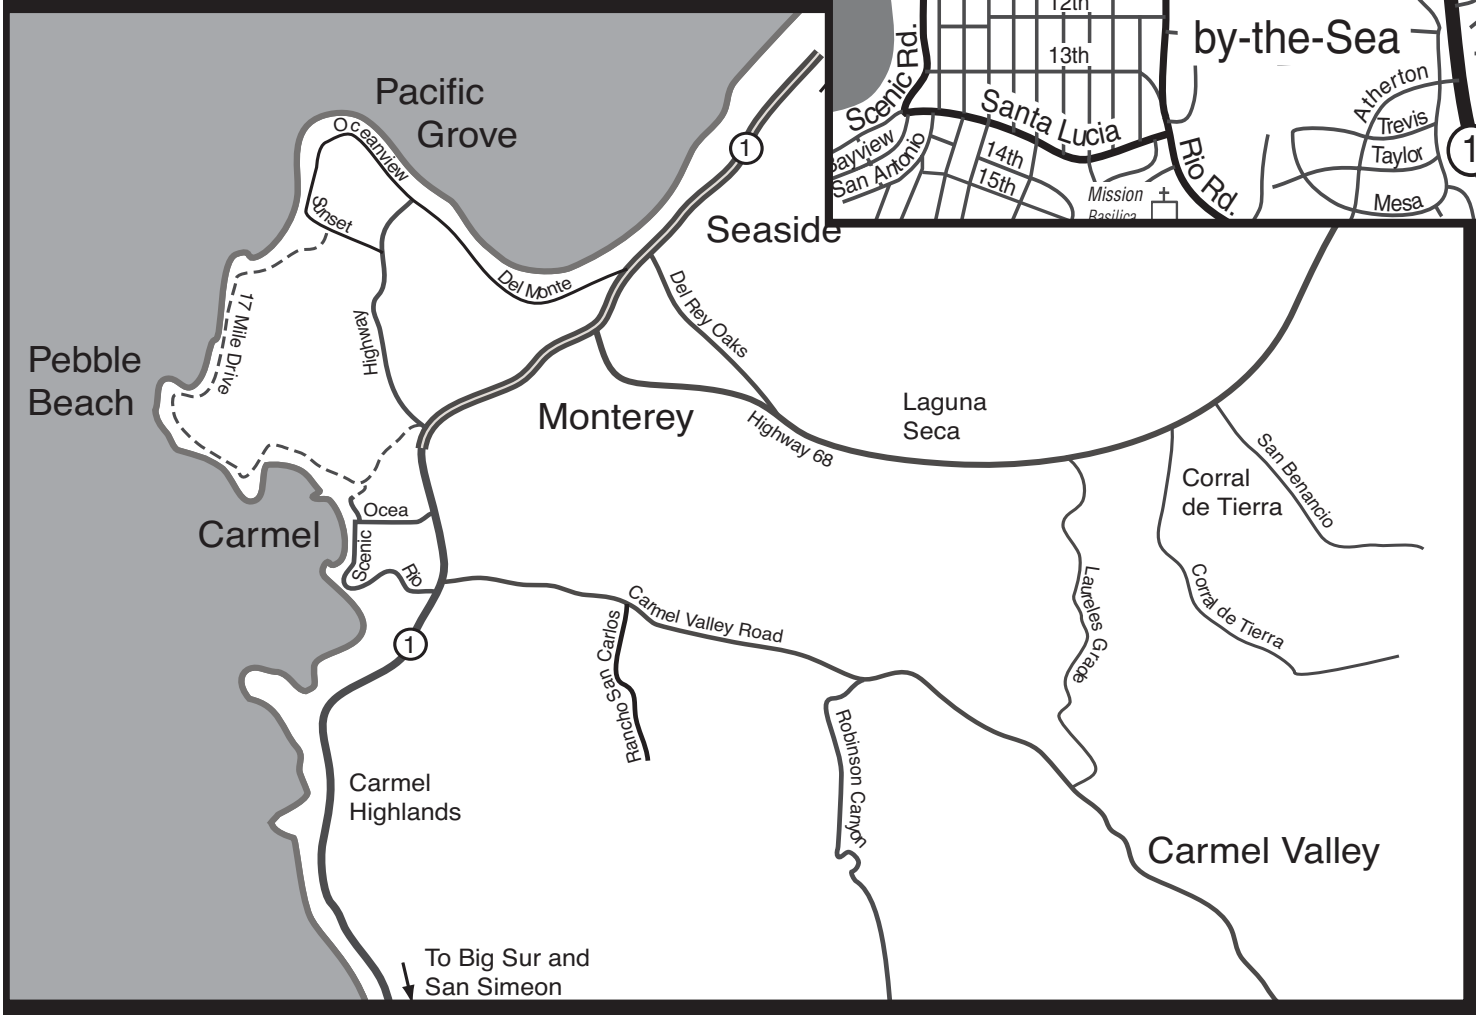 12th
by-the-Sea
13th
Scenic Rd.
Santa Lucia
Atherton
Trevis
Taylor
Mesa
1
Bayview
San Antonio
14th
15th
Mission
Basilica
Rio Rd.
Pacific
Grove
Oceanview
Sunset
1
Seaside
Del Monte
Del Rey Oaks
17 Mile Drive
Highway
Pebble
Beach
Monterey
Highway 68
Laguna
Seca
San Benancio
Corral
de Tierra
Carmel
Ocea
Scenic
Rio
Corral de Tierra
Laureles Grade
Carmel Valley Road
Rancho San Carlos
1
Robinson Canyon
Carmel
Highlands
Carmel Valley
To Big Sur and
San Simeon